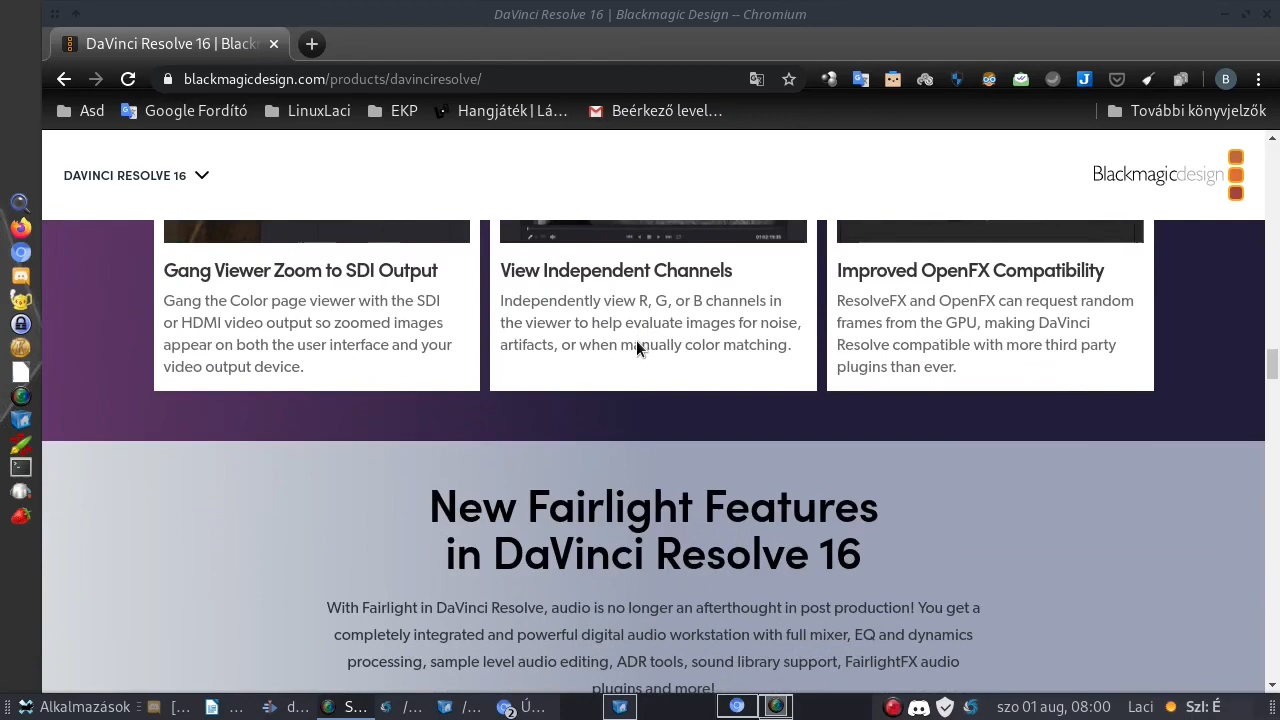 DaVinci Resolve 16 | Blackmagic Design -- Chromium
DaVinci Resolve 16 | Black
blackmagicdesign.com/products/davinciresolve/
B
Asd
Google Fordító
LinuxLaci
EKP
Hangjáték | Lá...
Beérkező level...
További könyvjelzők
DAVINCI RESOLVE 16
Blackmagicdesign
Gang Viewer Zoom to SDI Output
Gang the Color page viewer with the SDI
or HDMI video output so zoomed images
appear on both the user interface and your
video output device.
View Independent Channels
Independently view R, G, or B channels in
the viewer to help evaluate images for noise,
artifacts, or when manually color matching.
Improved OpenFX Compatibility
ResolveFX and OpenFX can request random
frames from the GPU, making DaVinci
Resolve compatible with more third party
plugins than ever.
New Fairlight Features
in DaVinci Resolve 16
With Fairlight in DaVinci Resolve, audio is no longer an afterthought in post production! You get a
completely integrated and powerful digital audio workstation with full mixer, EQ and dynamics
processing, sample level audio editing, ADR tools, sound library support, FairlightFX audio
plugins and more!
Alkalmazások
[...
...
d...
S...
/...
/...
2
Ú...
szo 01 aug, 08:00
Laci
Szl: É